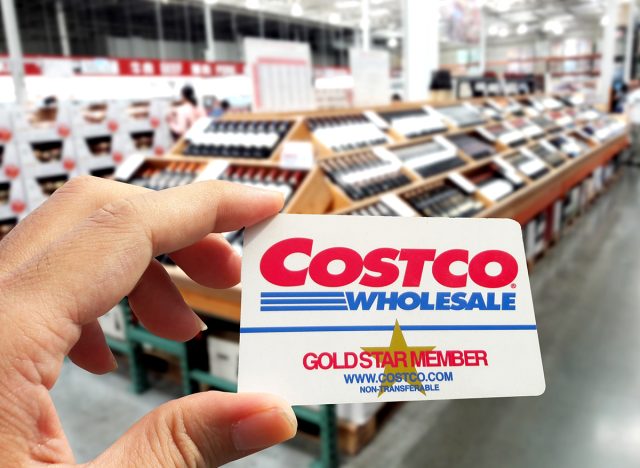 COSTCO®
WHOLESALE
GOLD STAR MEMBER
WWW.COSTCO.COM
NON-TRANSFERABLE